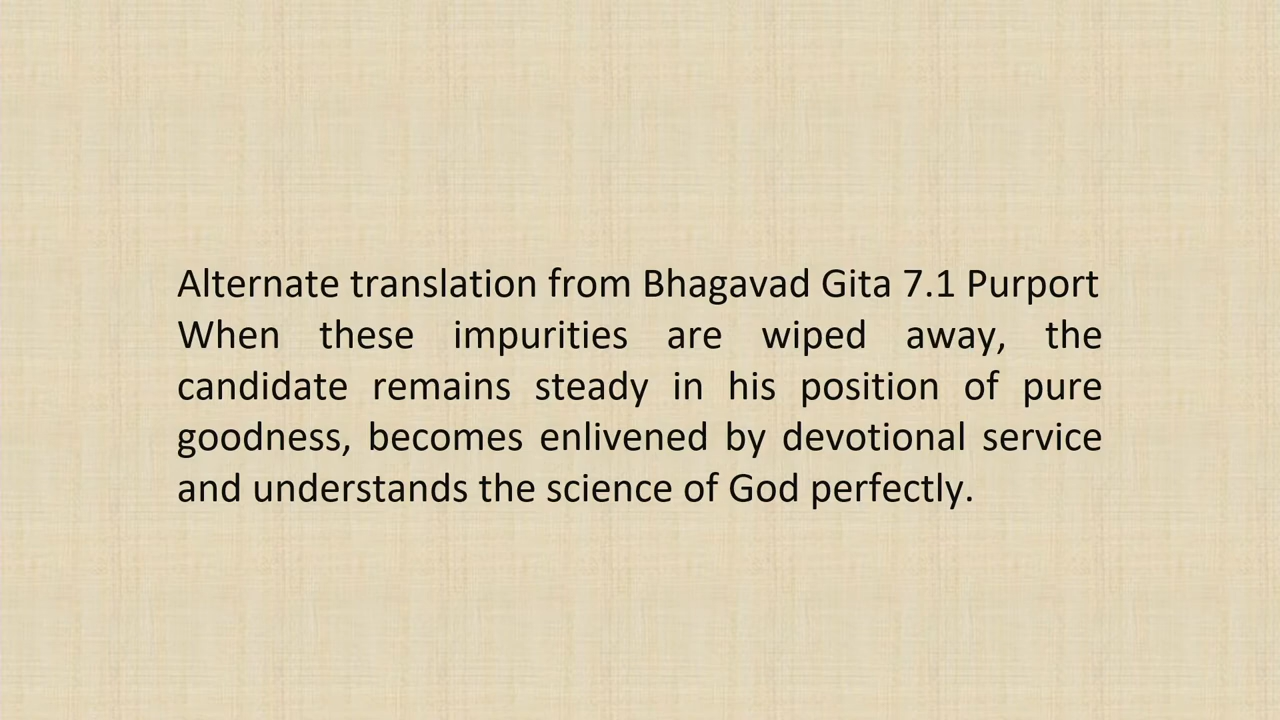 Alternate translation from Bhagavad Gita 7.1 Purport
When these impurities are wiped away, the
candidate remains steady in his position of pure
goodness, becomes enlivened by devotional service
and understands the science of God perfectly.